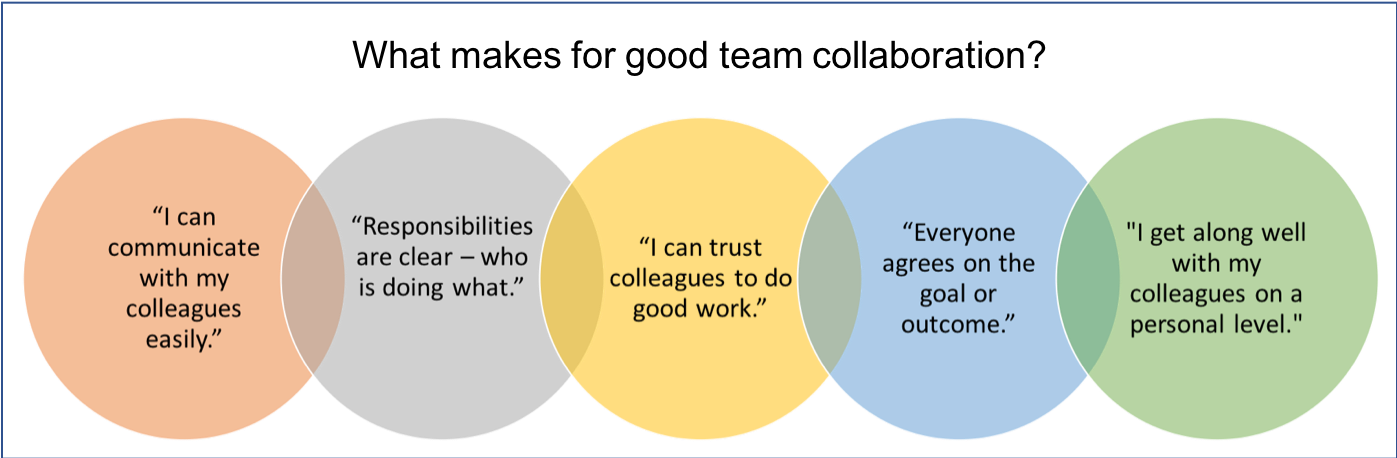 What makes for good team collaboration?
“I can
communicate
with my
colleagues
easily.”
“Responsibilities
are clear – who
is doing what.”
“I can trust
colleagues to do
good work.”
“Everyone
agrees on the
goal or
outcome.”
"I get along well
with my
colleagues on a
personal level."